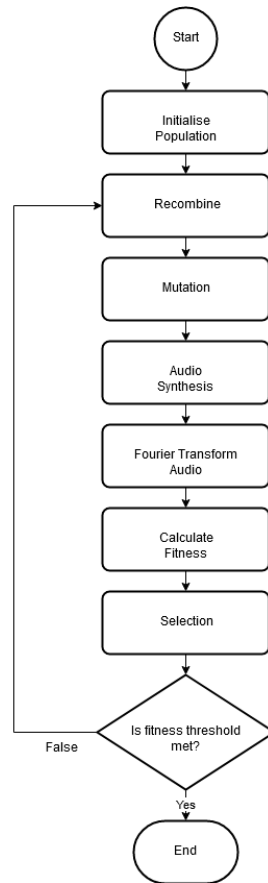 Start
Initialise
Population
Recombine
Mutation
Audio
Synthesis
Fourier Transform
Audio
Calculate
Fitness
Selection
Is fitness threshold
met?
False
Yes
End